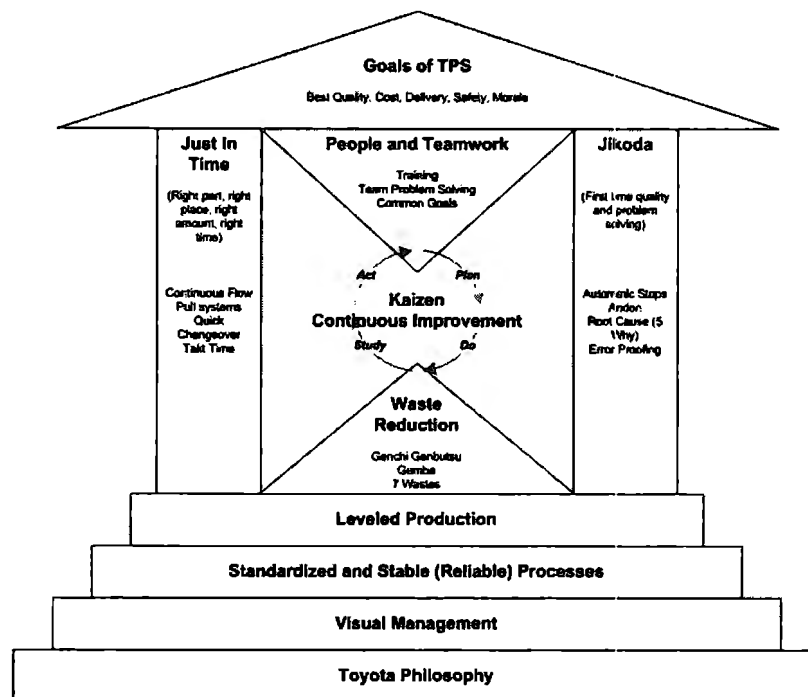 Goals of TPS
Best Quality, Cost, Delivery, Safety, Morale
Just In
Time
(Right part, right
place, right
amount, right
time)
Continuous Flow
Pull systems
Quick
Changeover
Takt Time
People and Teamwork
Training
Team Problem Solving
Common Goals
Jikoda
(First time quality
and problem
solving)
Automatic Stops
Andon
Root Cause (5
Why)
Error Proofing
Act
Plan
Kaizen
Continuous Improvement
Study
Do
Waste
Reduction
Genchi Genbutsu
Gemba
7 Wastes
Leveled Production
Standardized and Stable (Reliable) Processes
Visual Management
Toyota Philosophy